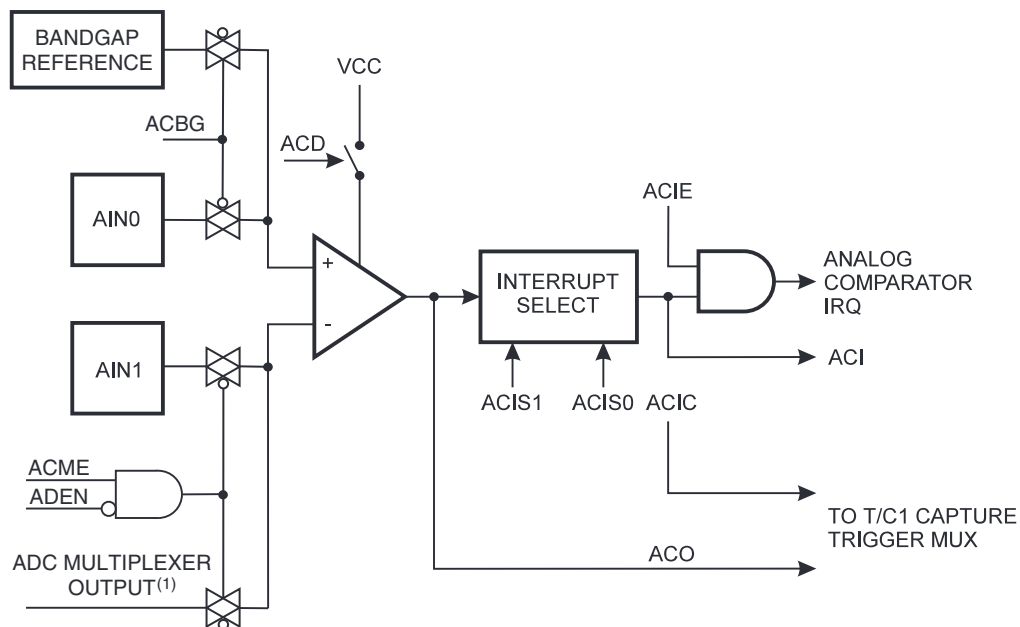 BANDGAP
REFERENCE
VCC
ACBG
ACD
ACIE
AIN0
+
INTERRUPT
SELECT
ANALOG
COMPARATOR
IRQ
-
AIN1
ACI
ACIS1
ACIS0
ACIC
ACME
ADEN
TO T/C1 CAPTURE
TRIGGER MUX
ADC MULTIPLEXER
OUTPUT(1)
ACO